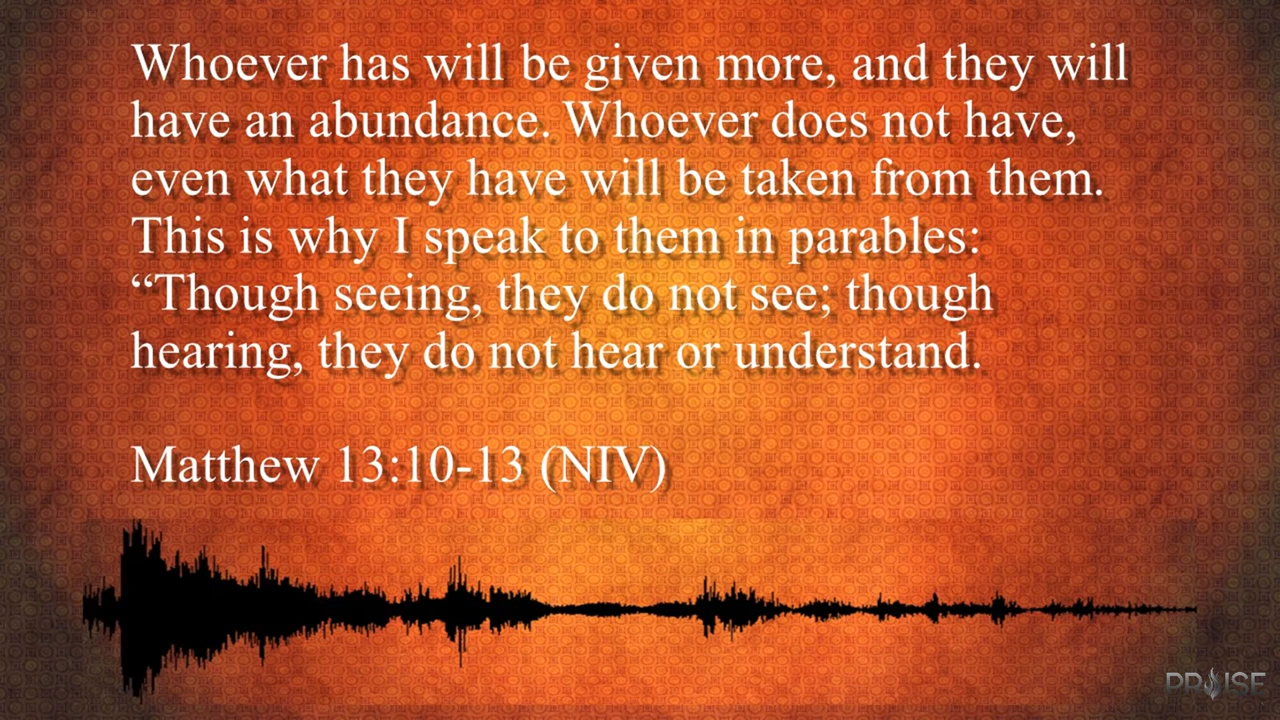 Whoever has will be given more, and they will
have an abundance. Whoever does not have,
even what they have will be taken from them.
This is why I speak to them in parables:
“Though seeing, they do not see; though
hearing, they do not hear or understand.
Matthew 13:10-13 (NIV)
PRAISE